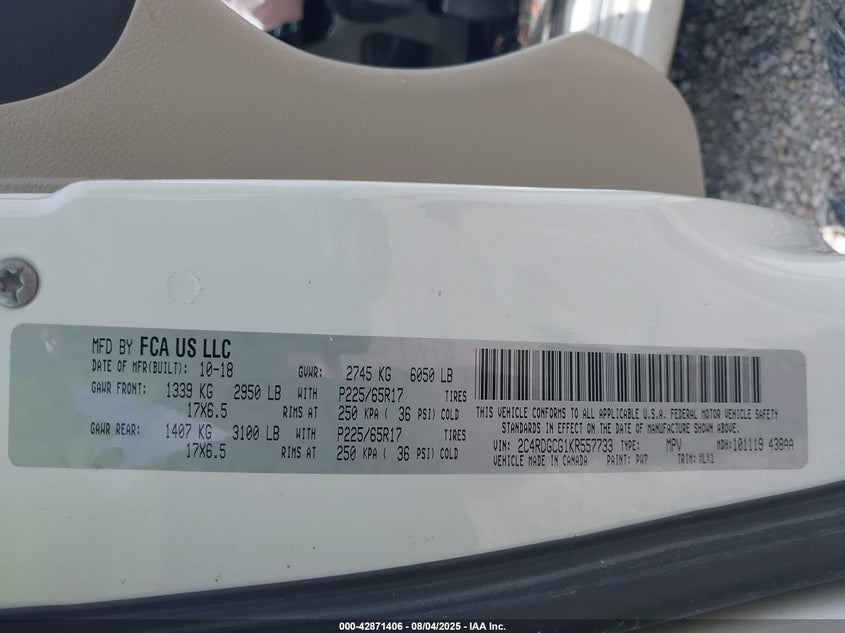 MFD BY FCA US LLC
DATE OF MFR(BUILT): 10-18 GVWR: 2745 KG 6050 LB
GAWR FRONT: 1339 KG 2950 LB WITH P225/65R17 TIRES
17X6.5 RIMS AT 250 KPA ( 36 PSI) COLD
GAWR REAR: 1407 KG 3100 LB WITH P225/65R17 TIRES
17X6.5 RIMS AT 250 KPA ( 36 PSI) COLD
THIS VEHICLE CONFORMS TO ALL APPLICABLE U.S.A. FEDERAL MOTOR VEHICLE SAFETY
STANDARDS IN EFFECT ON THE DATE OF MANUFACTURE SHOWN ABOVE.
VIN: 2C4RDGCG1KR557733 TYPE: MPV MDH: 101119 438AA
VEHICLE MADE IN CANADA PAINT: PW7 TRIM:
000-42871406 - 08/04/2025 - IAA Inc.